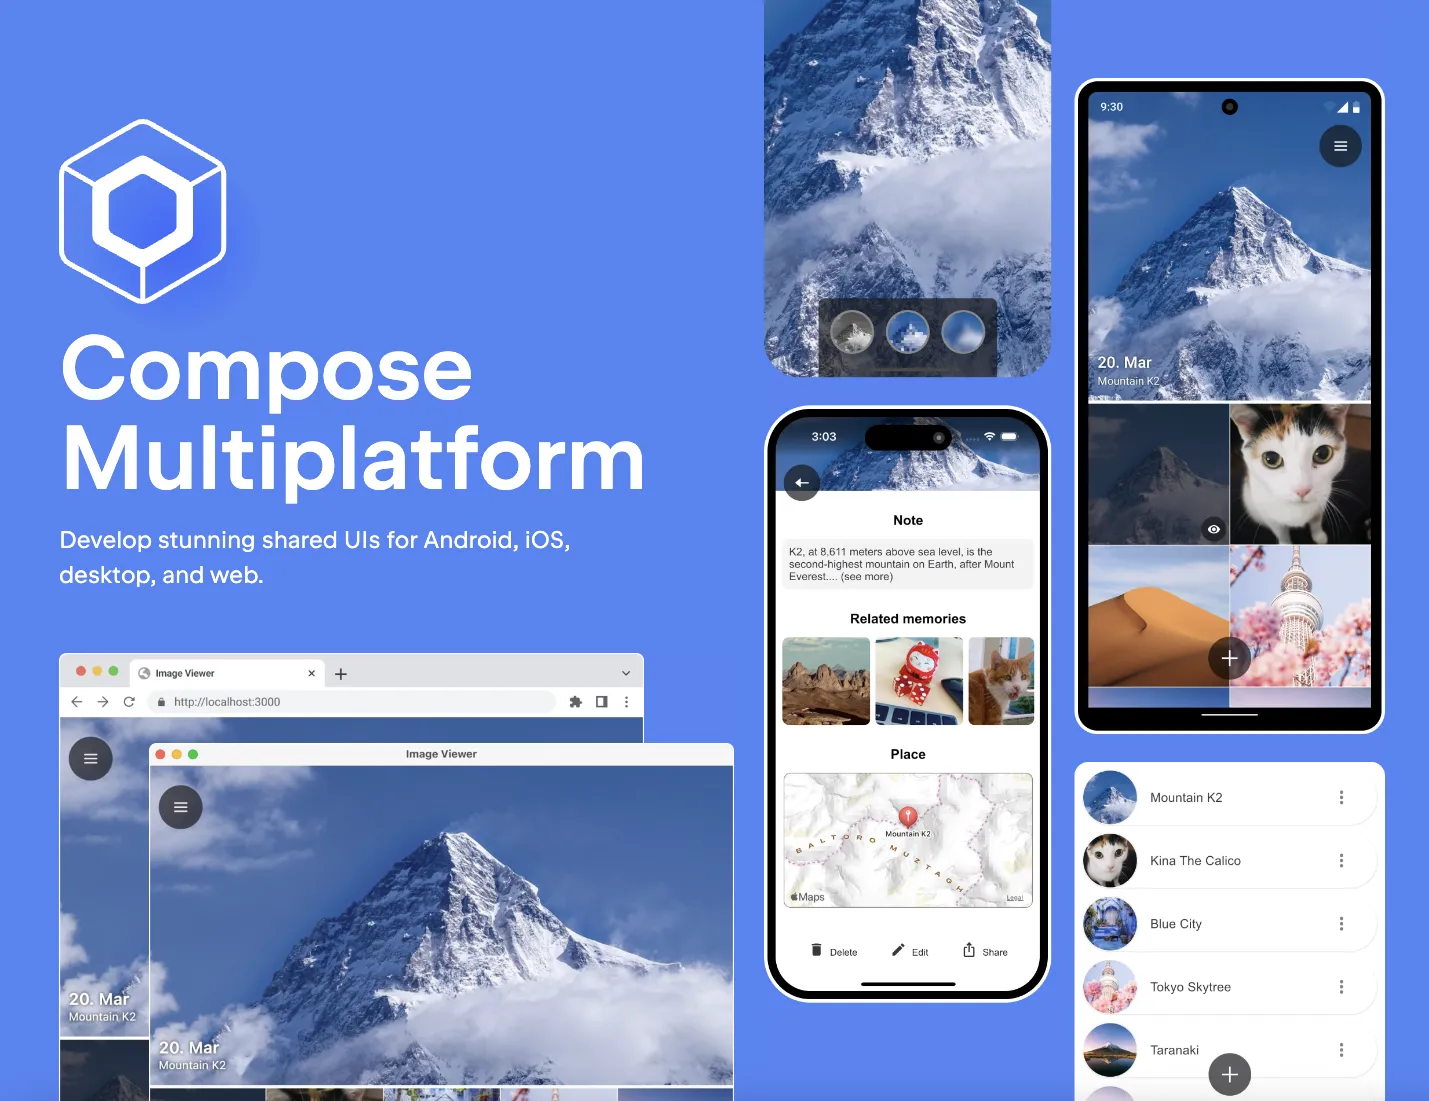 Compose
Multiplatform
Develop stunning shared UIs for Android, iOS,
desktop, and web.
Image Viewer
http://localhost:3000
20. Mar
Mountain K2
Image Viewer
20. Mar
Mountain K2
3:03
Note
K2, at 8,611 meters above sea level, is the
second-highest mountain on Earth, after Mount
Everest.... (see more)
Related memories
Place
Mountain K2
BALTORO MUZTAGH
Maps
Legal
Delete
Edit
Share
9:30
20. Mar
Mountain K2
Mountain K2
Kina The Calico
Blue City
Tokyo Skytree
Taranaki